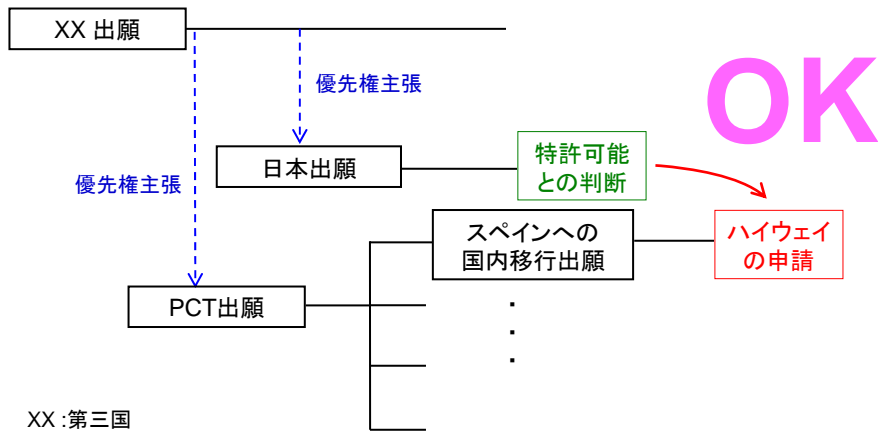 XX 出願
OK
優先権主張
特許可能
との判断
日本出願
優先権主張
スペインへの
国内移行出願
ハイウェイ
の申請
PCT出願
・
・
・
XX :第三国